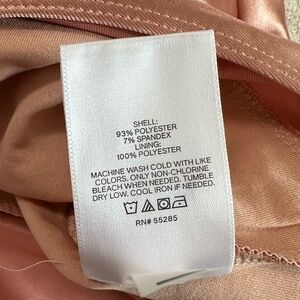 SHELL:
93% POLYESTER
7% SPANDEX
LINING:
100% POLYESTER
MACHINE WASH COLD WITH LIKE
COLORS. ONLY NON-CHLORINE
BLEACH WHEN NEEDED. TUMBLE
DRY LOW. COOL IRON IF NEEDED.
RN# 55285